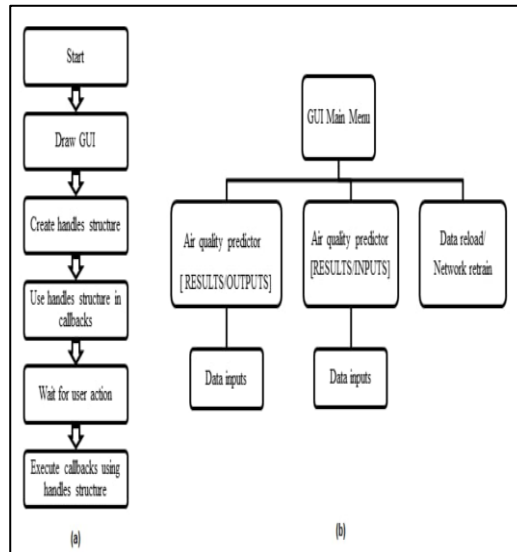 Start
Draw GUI
Create handles structure
Use handles structure in
callbacks
Wait for user action
Execute callbacks using
handles structure
(a)
GUI Main Menu
Air quality predictor
[ RESULTS/OUTPUTS]
Air quality predictor
[RESULTS/INPUTS]
Data reload/
Network retrain
Data inputs
Data inputs
(b)